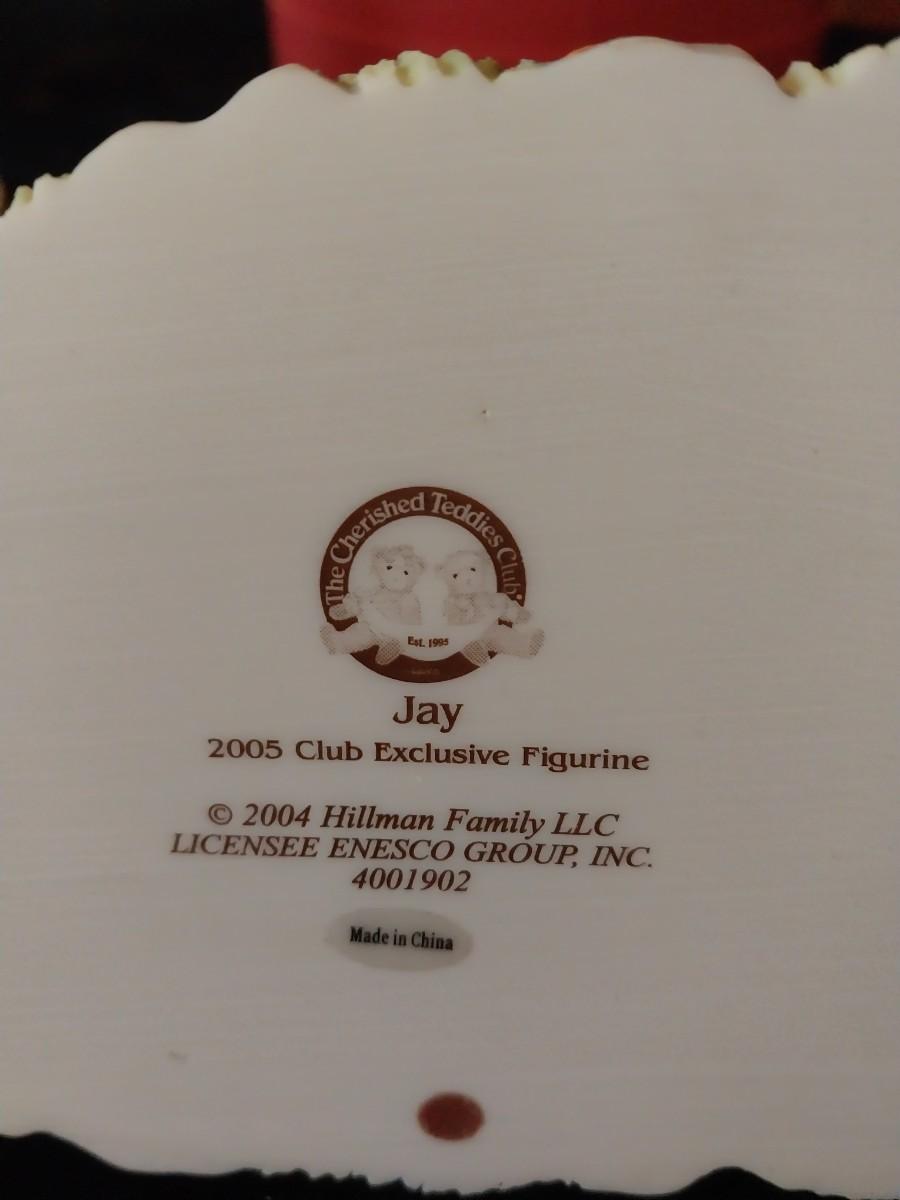 The Cherished Teddies Club
Est. 1995
Jay
2005 Club Exclusive Figurine
© 2004 Hillman Family LLC
LICENSEE ENESCO GROUP, INC.
4001902
Made in China